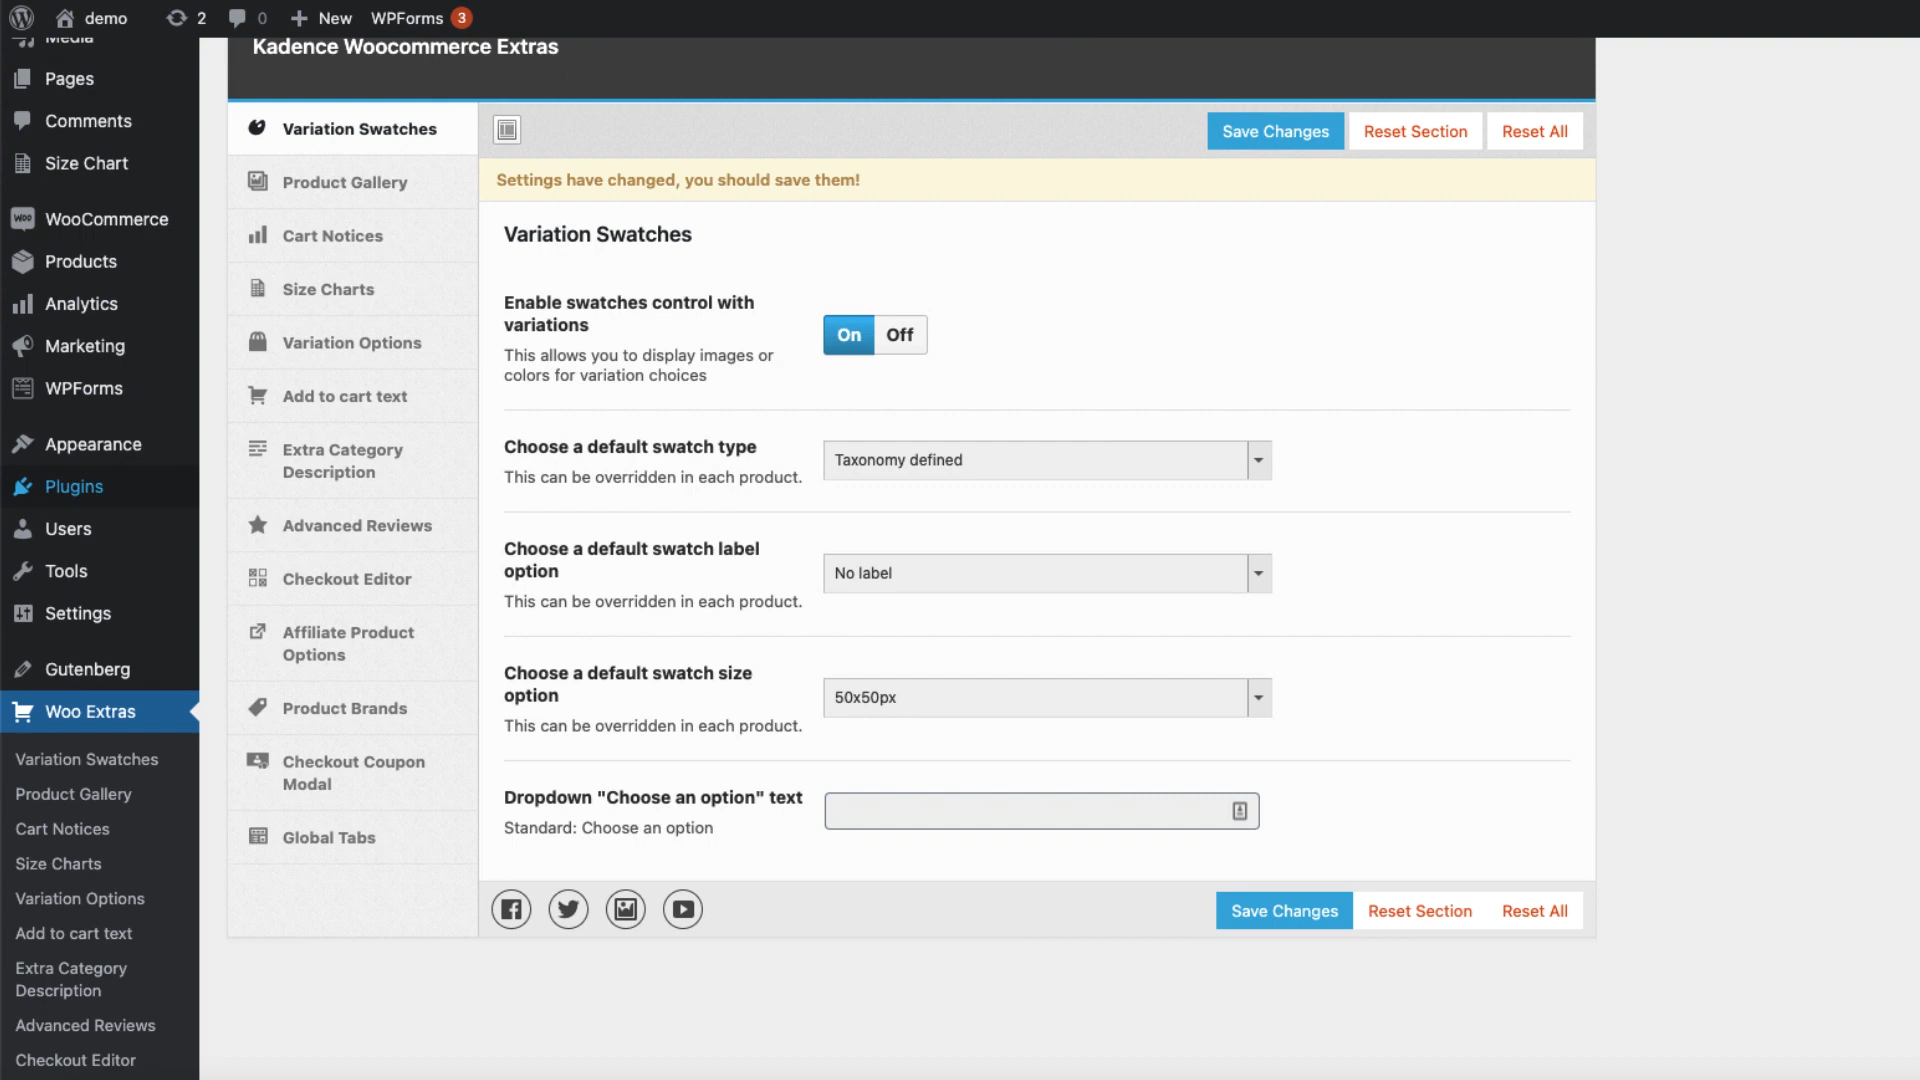 demo
2
0
New
WPForms
3
Media
Pages
Comments
Size Chart
WooCommerce
Products
Analytics
Marketing
WPForms
Appearance
Plugins
Users
Tools
Settings
Gutenberg
Woo Extras
Variation Swatches
Product Gallery
Cart Notices
Size Charts
Variation Options
Add to cart text
Extra Category
Description
Advanced Reviews
Checkout Editor
Kadence Woocommerce Extras
Variation Swatches
Product Gallery
Cart Notices
Size Charts
Variation Options
Add to cart text
Extra Category
Description
Advanced Reviews
Checkout Editor
Affiliate Product
Options
Product Brands
Checkout Coupon
Modal
Global Tabs
Save Changes
Reset Section
Reset All
Settings have changed, you should save them!
Variation Swatches
Enable swatches control with
variations
This allows you to display images or
colors for variation choices
On
Off
Choose a default swatch type
This can be overridden in each product.
Taxonomy defined
Choose a default swatch label
option
This can be overridden in each product.
No label
Choose a default swatch size
option
This can be overridden in each product.
50x50px
Dropdown "Choose an option" text
Standard: Choose an option
Save Changes
Reset Section
Reset All